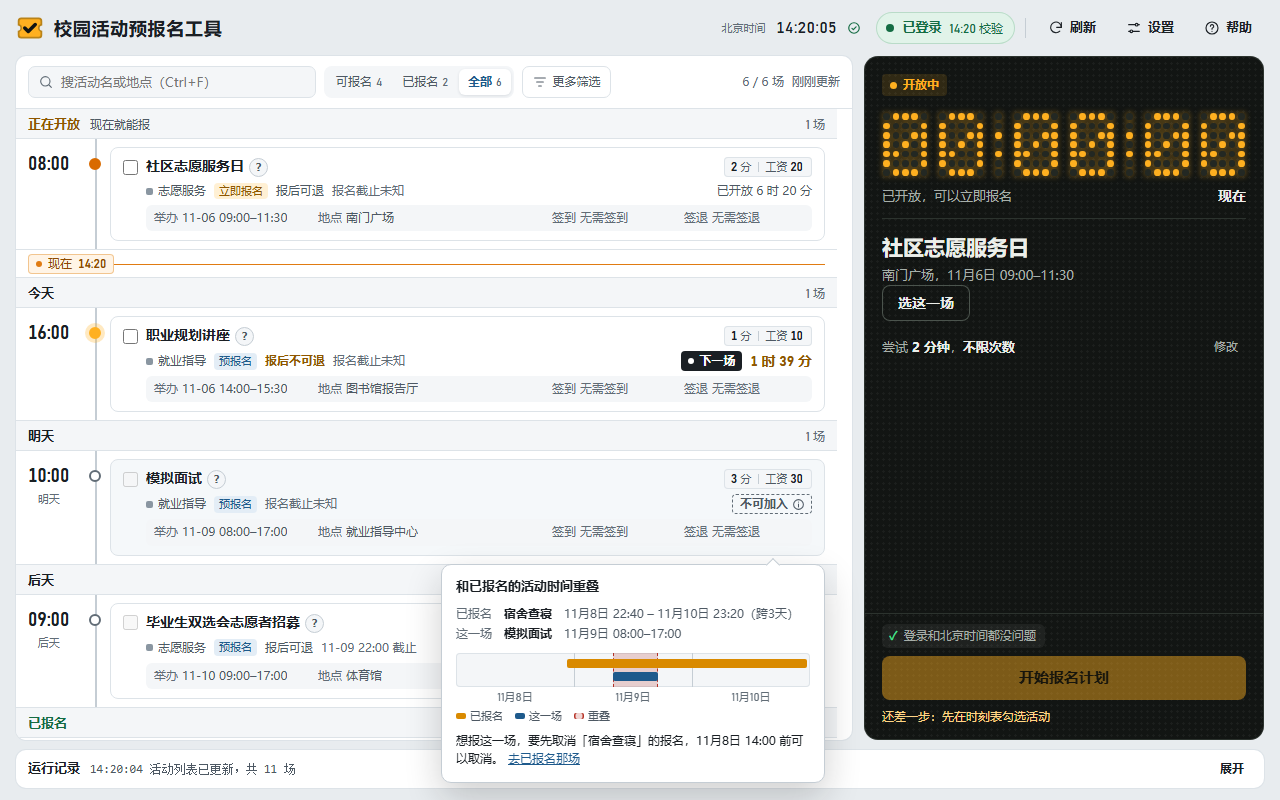 校园活动预报名工具
北京时间 14:20:05
已登录 14:20 校验
刷新
设置
帮助
搜活动名或地点（Ctrl+F）
可报名 4
已报名 2
全部 6
更多筛选
6 / 6 场 刚刚更新
正在开放 现在就能报
1 场
08:00
社区志愿服务日 ?
2 分 工资 20
志愿服务 立即报名 报后可退 报名截止未知
已开放 6 时 20 分
举办 11-06 09:00–11:30 地点 南门广场 签到 无需签到 签退 无需签退
现在 14:20
今天
1 场
16:00
职业规划讲座 ?
1 分 工资 10
就业指导 预报名 报后不可退 报名截止未知
下一场 1 时 39 分
举办 11-06 14:00–15:30 地点 图书馆报告厅 签到 无需签到 签退 无需签退
明天
1 场
10:00
明天
模拟面试 ?
3 分 工资 30
就业指导 预报名 报名截止未知
不可加入
举办 11-09 08:00–17:00 地点 就业指导中心 签到 无需签到 签退 无需签退
后天
09:00
后天
毕业生双选会志愿者招募 ?
志愿服务 预报名 报后可退 11-09 22:00 截止
举办 11-10 09:00–17:00 地点 体育馆
已报名
和已报名的活动时间重叠
已报名 宿舍查寝 11月8日 22:40 – 11月10日 23:20（跨3天）
这一场 模拟面试 11月9日 08:00–17:00
11月8日 11月9日 11月10日
已报名 这一场 重叠
想报这一场，要先取消「宿舍查寝」的报名，11月8日 14:00 前可
以取消。 去已报名那场
开放中
00:00:00:00
已开放，可以立即报名
现在
社区志愿服务日
南门广场，11月6日 09:00–11:30
选这一场
尝试 2 分钟，不限次数
修改
登录和北京时间都没问题
开始报名计划
还差一步：先在时刻表勾选活动
运行记录 14:20:04 活动列表已更新，共 11 场
展开